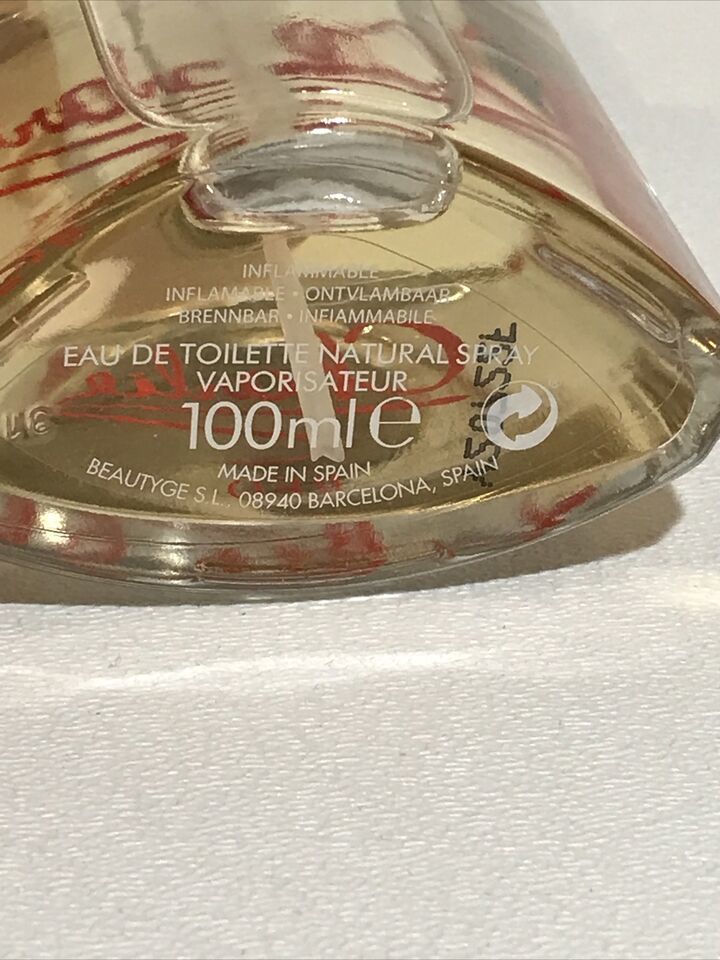 INFLAMMABLE
INFLAMABLE • ONTVLAMBAAR
BRENNBAR • INFIAMMABILE
EAU DE TOILETTE NATURAL SPRAY
VAPORISATEUR
100ml e
MADE IN SPAIN
BEAUTYGE S L., 08940 BARCELONA, SPAIN